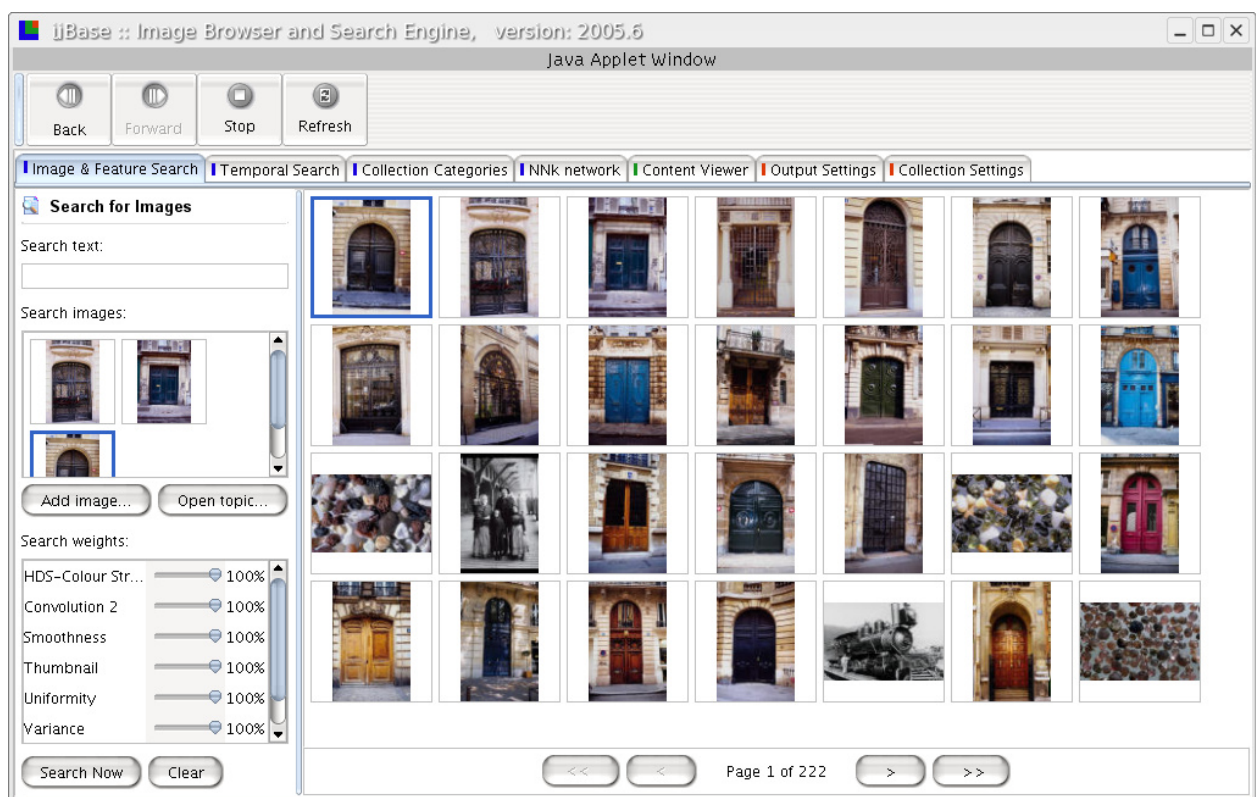 üBase :: Image Browser and Search Engine,   version: 2005.6
Java Applet Window
Back Forward Stop Refresh
Image & Feature Search Temporal Search Collection Categories NNk network Content Viewer Output Settings Collection Settings
Search for Images
Search text:
Search images:
Add image... Open topic...
Search weights:
HDS-Colour Str... 100%
Convolution 2 100%
Smoothness 100%
Thumbnail 100%
Uniformity 100%
Variance 100%
Search Now Clear
<< < Page 1 of 222 > >>